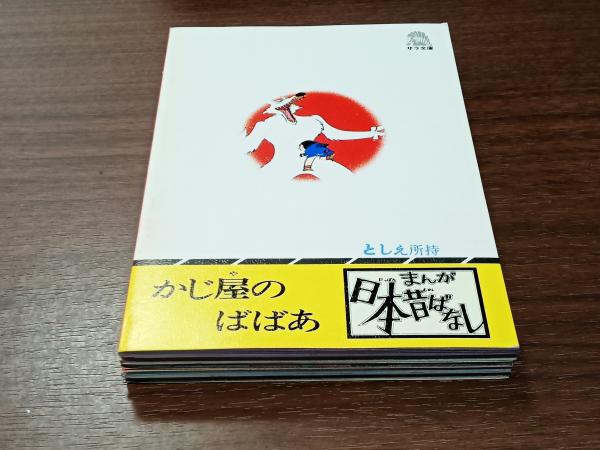 サラ文庫
としえ所持
や
かじ屋の
ばばあ
まんが
日本昔ばなし